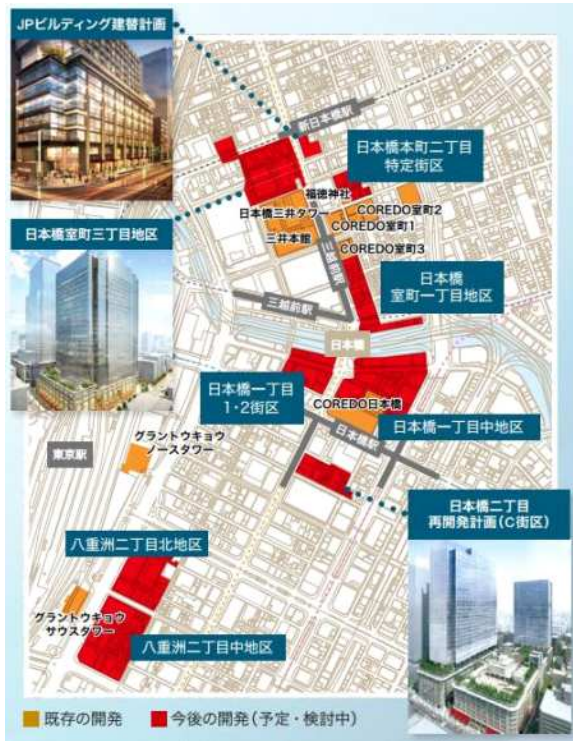 JPビルディング建替計画
新日本橋駅
日本橋本町二丁目
特定街区
福徳神社
日本橋三井タワー
COREDO室町2
COREDO室町1
三井本館
COREDO室町3
日本橋室町三丁目地区
三越前駅
日本橋
室町一丁目地区
三越前駅
日本橋
日本橋一丁目
1・2街区
COREDO日本橋
日本橋一丁目中地区
日本橋駅
グラントウキョウ
ノースタワー
東京駅
日本橋二丁目
再開発計画(C街区)
八重洲二丁目北地区
グラントウキョウ
サウスタワー
八重洲二丁目中地区
既存の開発
今後の開発(予定・検討中)